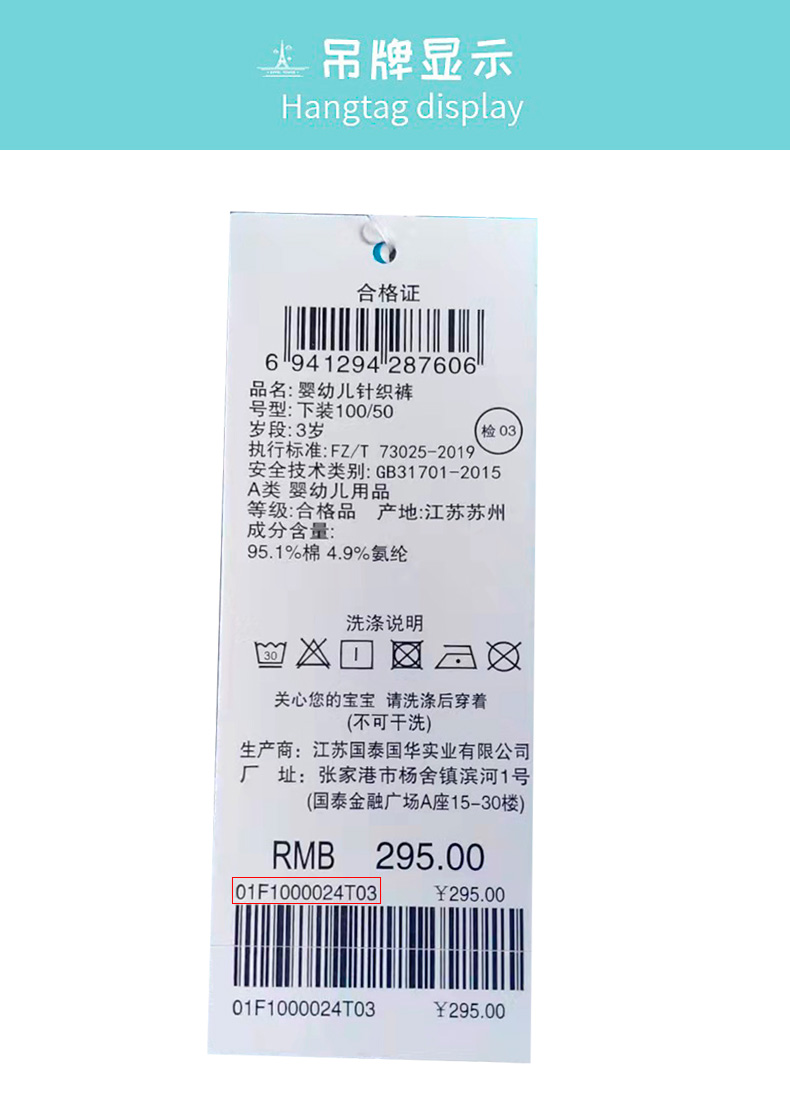 吊牌显示
Hangtag display
合格证
6 941294 287606
品名: 婴幼儿针织裤
号型: 下装100/50
岁段: 3岁
检 03
执行标准: FZ/T 73025-2019
安全技术类别: GB31701-2015
A类 婴幼儿用品
等级: 合格品 产地: 江苏苏州
成分含量:
95.1%棉 4.9%氨纶
洗涤说明
30
关心您的宝宝 请洗涤后穿着
(不可干洗)
生产商: 江苏国泰国华实业有限公司
厂 址: 张家港市杨舍镇滨河1号
(国泰金融广场A座15-30楼)
RMB 295.00
01F1000024T03 ¥295.00
01F1000024T03 ¥295.00